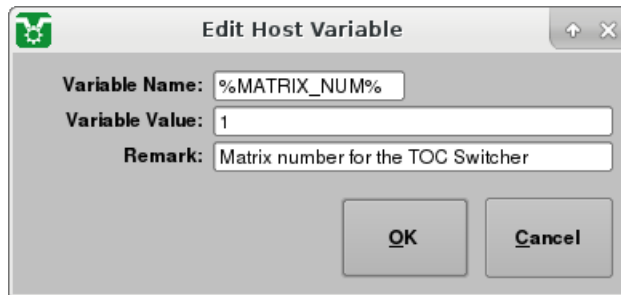 Edit Host Variable
Variable Name: %MATRIX_NUM%
Variable Value: 1
Remark: Matrix number for the TOC Switcher
OK Cancel